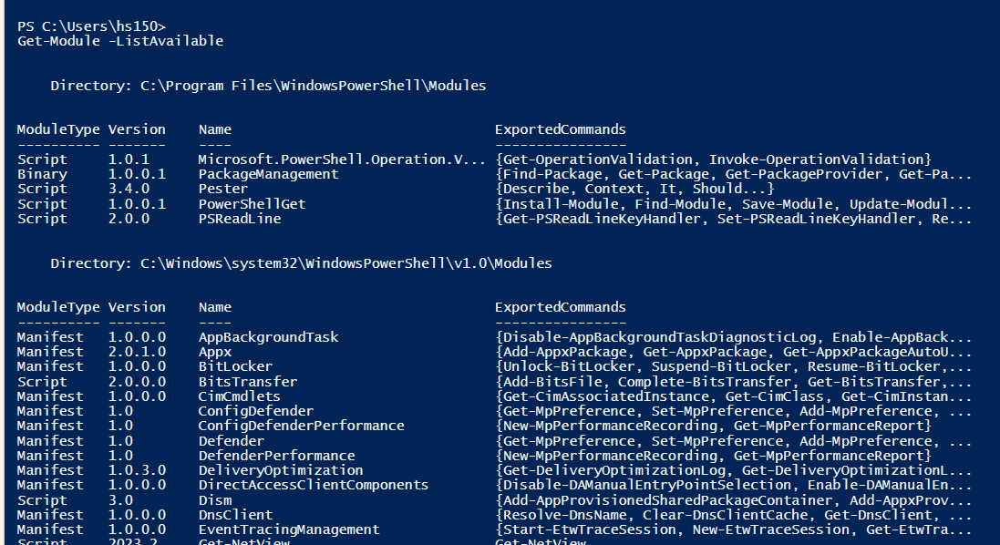 PS C:\Users\hs150>
Get-Module -ListAvailable
Directory: C:\Program Files\WindowsPowerShell\Modules
ModuleType Version    Name                                ExportedCommands
---------- -------    ----                                ----------------
Script     1.0.1      Microsoft.PowerShell.Operation.V... {Get-OperationValidation, Invoke-OperationValidation}
Binary     1.0.0.1    PackageManagement                   {Find-Package, Get-Package, Get-PackageProvider, Get-Pa...
Script     3.4.0      Pester                              {Describe, Context, It, Should...}
Script     1.0.0.1    PowerShellGet                       {Install-Module, Find-Module, Save-Module, Update-Modul...
Script     2.0.0      PSReadLine                          {Get-PSReadLineKeyHandler, Set-PSReadLineKeyHandler, Re...
Directory: C:\Windows\system32\WindowsPowerShell\v1.0\Modules
ModuleType Version    Name                                ExportedCommands
---------- -------    ----                                ----------------
Manifest   1.0.0.0    AppBackgroundTask                   {Disable-AppBackgroundTaskDiagnosticLog, Enable-AppBack...
Manifest   2.0.1.0    Appx                                {Add-AppxPackage, Get-AppxPackage, Get-AppxPackageAutoU...
Manifest   1.0.0.0    BitLocker                           {Unlock-BitLocker, Suspend-BitLocker, Resume-BitLocker,...
Script     2.0.0.0    BitsTransfer                        {Add-BitsFile, Complete-BitsTransfer, Get-BitsTransfer,...
Manifest   1.0.0.0    CimCmdlets                          {Get-CimAssociatedInstance, Get-CimClass, Get-CimInstan...
Manifest   1.0        ConfigDefender                      {Get-MpPreference, Set-MpPreference, Add-MpPreference, ...
Manifest   1.0        ConfigDefenderPerformance           {New-MpPerformanceRecording, Get-MpPerformanceReport}
Manifest   1.0        Defender                            {Get-MpPreference, Set-MpPreference, Add-MpPreference, ...
Manifest   1.0        DefenderPerformance                 {New-MpPerformanceRecording, Get-MpPerformanceReport}
Manifest   1.0.3.0    DeliveryOptimization                {Get-DeliveryOptimizationLog, Get-DeliveryOptimizationL...
Manifest   1.0.0.0    DirectAccessClientComponents        {Disable-DAManualEntryPointSelection, Enable-DAManualEn...
Script     3.0        Dism                                {Add-AppProvisionedSharedPackageContainer, Add-AppxProv...
Manifest   1.0.0.0    DnsClient                           {Resolve-DnsName, Clear-DnsClientCache, Get-DnsClient, ...
Manifest   1.0.0.0    EventTracingManagement              {Start-EtwTraceSession, New-EtwTraceSession, Get-EtwTra...
Script     2023.2     Get-NetView                         Get-NetView